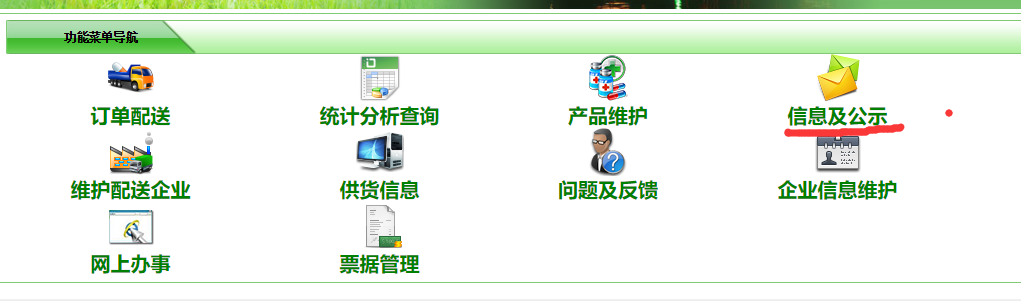 功能菜单导航
订单配送 统计分析查询 产品维护 信息及公示
维护配送企业 供货信息 问题及反馈 企业信息维护
网上办事 票据管理